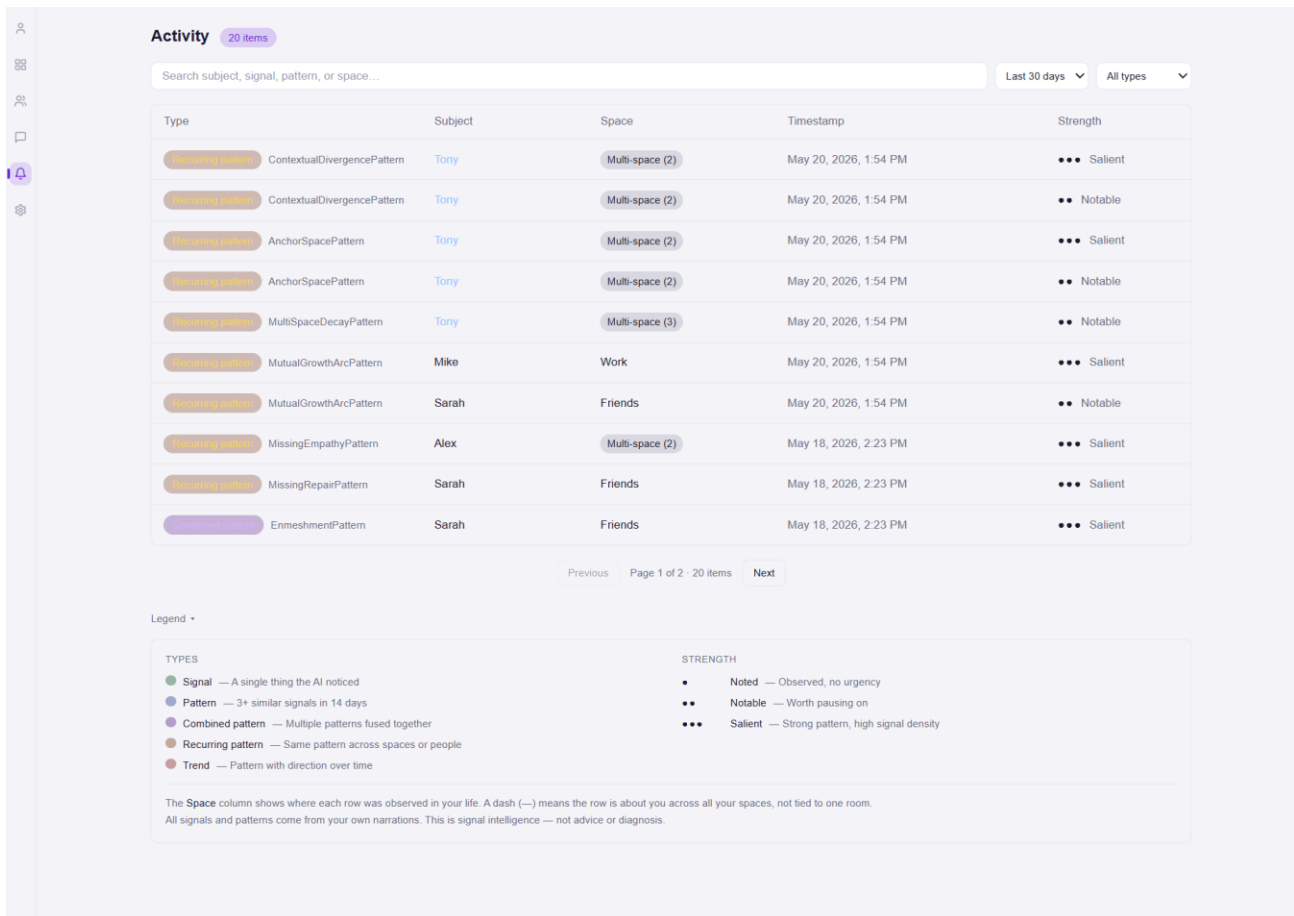 Activity 20 items
Search subject, signal, pattern, or space…
Last 30 days All types
Type Subject Space Timestamp Strength
Recurring pattern ContextualDivergencePattern Tony Multi-space (2) May 20, 2026, 1:54 PM ●●● Salient
Recurring pattern ContextualDivergencePattern Tony Multi-space (2) May 20, 2026, 1:54 PM ●● Notable
Recurring pattern AnchorSpacePattern Tony Multi-space (2) May 20, 2026, 1:54 PM ●●● Salient
Recurring pattern AnchorSpacePattern Tony Multi-space (2) May 20, 2026, 1:54 PM ●● Notable
Recurring pattern MultiSpaceDecayPattern Tony Multi-space (3) May 20, 2026, 1:54 PM ●● Notable
Recurring pattern MutualGrowthArcPattern Mike Work May 20, 2026, 1:54 PM ●●● Salient
Recurring pattern MutualGrowthArcPattern Sarah Friends May 20, 2026, 1:54 PM ●● Notable
Recurring pattern MissingEmpathyPattern Alex Multi-space (2) May 18, 2026, 2:23 PM ●●● Salient
Recurring pattern MissingRepairPattern Sarah Friends May 18, 2026, 2:23 PM ●●● Salient
Combined pattern EnmeshmentPattern Sarah Friends May 18, 2026, 2:23 PM ●●● Salient
Previous Page 1 of 2 · 20 items Next
Legend
TYPES
Signal — A single thing the AI noticed
Pattern — 3+ similar signals in 14 days
Combined pattern — Multiple patterns fused together
Recurring pattern — Same pattern across spaces or people
Trend — Pattern with direction over time
STRENGTH
● Noted — Observed, no urgency
●● Notable — Worth pausing on
●●● Salient — Strong pattern, high signal density
The Space column shows where each row was observed in your life. A dash (—) means the row is about you across all your spaces, not tied to one room.
All signals and patterns come from your own narrations. This is signal intelligence — not advice or diagnosis.